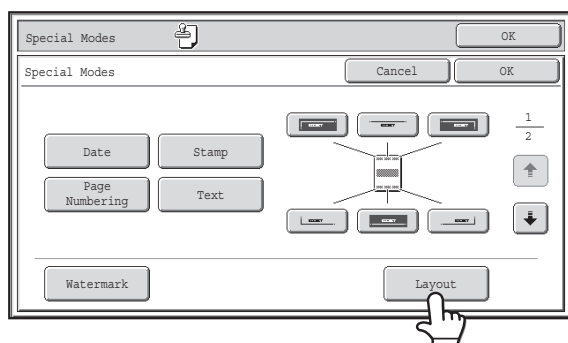 Special Modes
OK
Special Modes
Cancel
OK
1
2
Date
Stamp
Page
Numbering
Text
Watermark
Layout